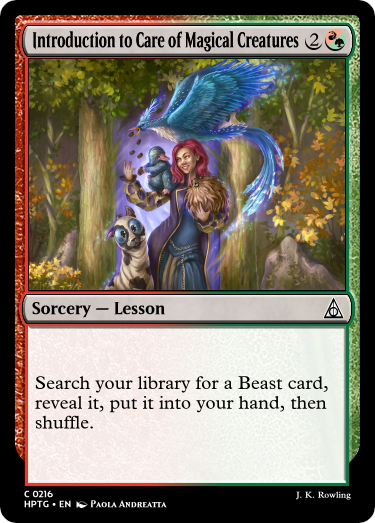 Introduction to Care of Magical Creatures 2
Sorcery — Lesson
Search your library for a Beast card,
reveal it, put it into your hand, then
shuffle.
C 0216
HPTG • EN Paola Andreatta
J. K. Rowling